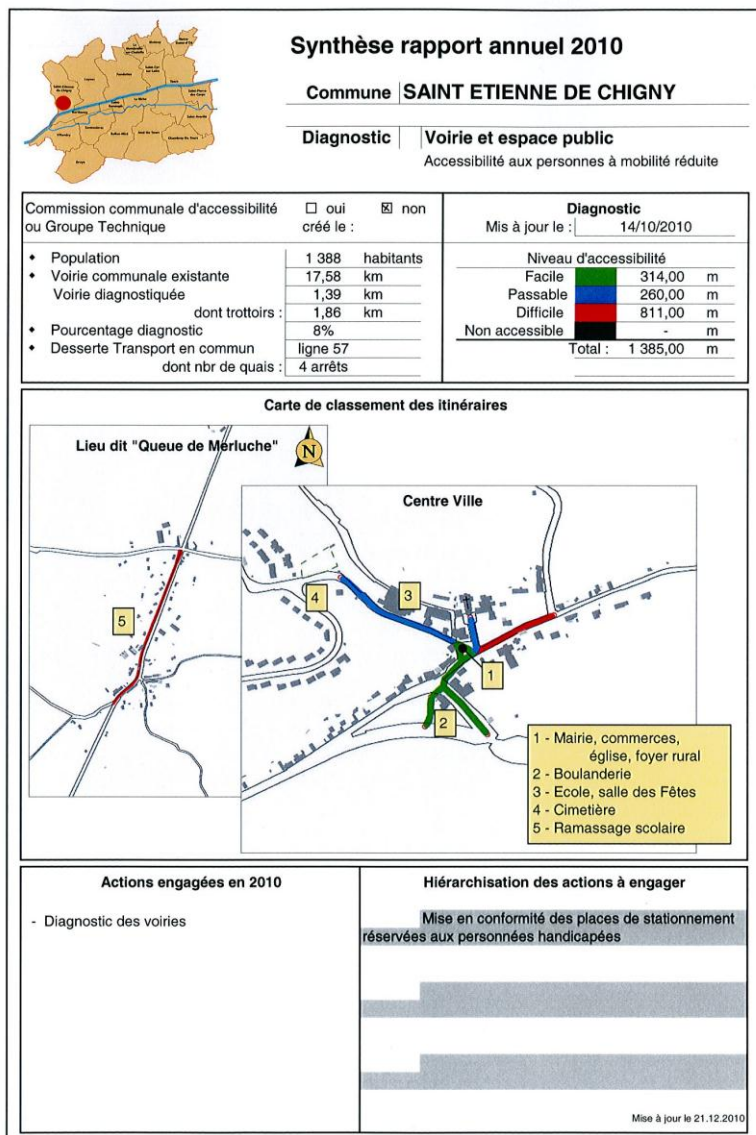 Synthèse rapport annuel 2010
Commune SAINT ETIENNE DE CHIGNY
Diagnostic Voirie et espace public
Accessibilité aux personnes à mobilité réduite
Commission communale d'accessibilité ☐ oui ☒ non
ou Groupe Technique créé le :
Diagnostic
Mis à jour le : 14/10/2010
◆ Population 1 388 habitants
◆ Voirie communale existante 17,58 km
Voirie diagnostiquée 1,39 km
dont trottoirs : 1,86 km
◆ Pourcentage diagnostic 8%
◆ Desserte Transport en commun ligne 57
dont nbr de quais : 4 arrêts
Niveau d'accessibilité
Facile 314,00 m
Passable 260,00 m
Difficile 811,00 m
Non accessible - m
Total : 1 385,00 m
Carte de classement des itinéraires
Lieu dit "Queue de Merluche"
N
5
Centre Ville
4
3
1
2
1 - Mairie, commerces,
église, foyer rural
2 - Boulanderie
3 - Ecole, salle des Fêtes
4 - Cimetière
5 - Ramassage scolaire
Actions engagées en 2010
- Diagnostic des voiries
Hiérarchisation des actions à engager
Mise en conformité des places de stationnement
réservées aux personnées handicapées
Mise à jour le 21.12.2010